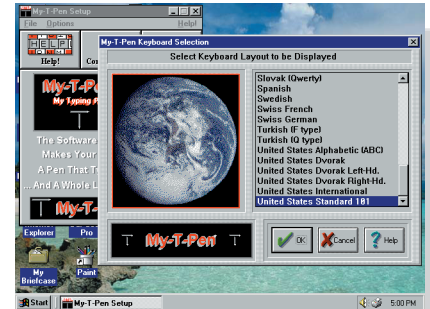 My-T-Pen Setup
File Options Help!
HELP!
Help!
My-T-Pen Keyboard Selection
Select Keyboard Layout to be Displayed
Slovak (Qwerty)
Spanish
Swedish
Swiss French
Swiss German
Turkish (F type)
Turkish (Q type)
United States Alphabetic (ABC)
United States Dvorak
United States Dvorak Left-Hd.
United States Dvorak Right-Hd.
United States International
United States Standard 101
My Typing
T
The Software
Makes Your
A Pen That
... And A Whole
T My-T-
T My-T-Pen T
OK
Cancel
? Help
Explorer
Pro
My
Briefcase
Paint
Start
My-T-Pen Setup
5:00 PM